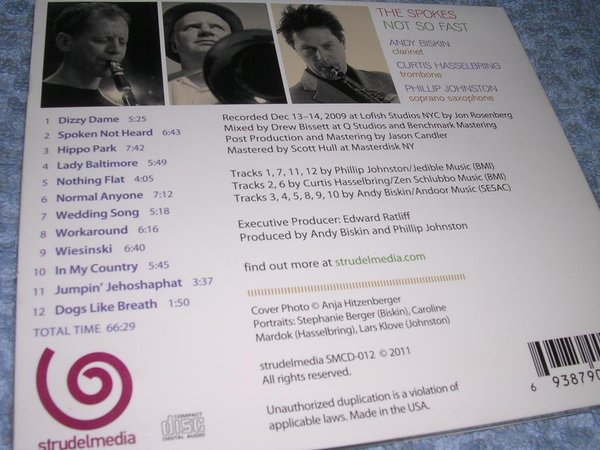 THE SPOKES
NOT SO FAST
ANDY BISKIN
clarinet
CURTIS HASSELBRING
trombone
PHILLIP JOHNSTON
soprano saxophone
1 Dizzy Dame 5:25
2 Spoken Not Heard 6:43
3 Hippo Park 7:42
4 Lady Baltimore 5:49
5 Nothing Flat 4:05
6 Normal Anyone 7:12
7 Wedding Song 5:18
8 Workaround 6:16
9 Wiesinski 6:40
10 In My Country 5:45
11 Jumpin' Jehoshaphat 3:37
12 Dogs Like Breath 1:50
TOTAL TIME 66:29
Recorded Dec 13–14, 2009 at Lofish Studios NYC by Jon Rosenberg
Mixed by Drew Bissett at Q Studios and Benchmark Mastering
Post Production and Mastering by Jason Candler
Mastered by Scott Hull at Masterdisk NY
Tracks 1, 7, 11, 12 by Phillip Johnston/Jedible Music (BMI)
Tracks 2, 6 by Curtis Hasselbring/Zen Schlubbo Music (BMI)
Tracks 3, 4, 5, 8, 9, 10 by Andy Biskin/Andoor Music (SESAC)
Executive Producer: Edward Ratliff
Produced by Andy Biskin and Phillip Johnston
find out more at strudelmedia.com
Cover Photo © Anja Hitzenberger
Portraits: Stephanie Berger (Biskin), Caroline
Mardok (Hasselbring), Lars Klove (Johnston)
strudelmedia SMCD-012 © 2011
All rights reserved.
Unauthorized duplication is a violation of
applicable laws. Made in the USA.
strudelmedia
COMPACT
disc
DIGITAL AUDIO
6 93879